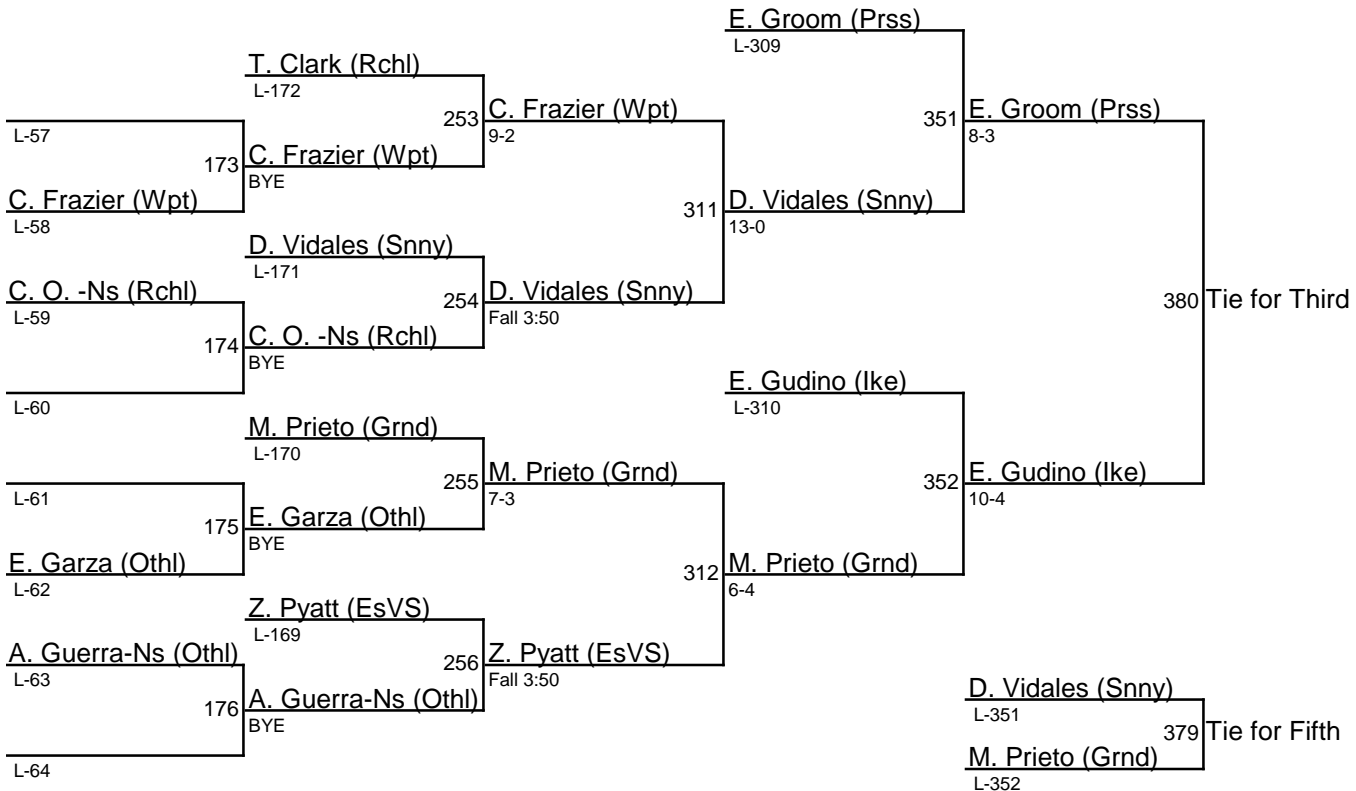 E. Groom (Prss)
L-309
T. Clark (Rchl)
L-172
253 C. Frazier (Wpt)
9-2
351 E. Groom (Prss)
8-3
L-57
173 C. Frazier (Wpt)
BYE
C. Frazier (Wpt)
L-58
311 D. Vidales (Snny)
13-0
D. Vidales (Snny)
L-171
C. O. -Ns (Rchl)
L-59
254 D. Vidales (Snny)
Fall 3:50
380 Tie for Third
174 C. O. -Ns (Rchl)
BYE
L-60
E. Gudino (Ike)
L-310
M. Prieto (Grnd)
L-170
L-61
255 M. Prieto (Grnd)
7-3
352 E. Gudino (Ike)
10-4
175 E. Garza (Othl)
BYE
E. Garza (Othl)
L-62
312 M. Prieto (Grnd)
6-4
Z. Pyatt (EsVS)
L-169
A. Guerra-Ns (Othl)
L-63
256 Z. Pyatt (EsVS)
Fall 3:50
176 A. Guerra-Ns (Othl)
BYE
D. Vidales (Snny)
L-351
379 Tie for Fifth
L-64
M. Prieto (Grnd)
L-352